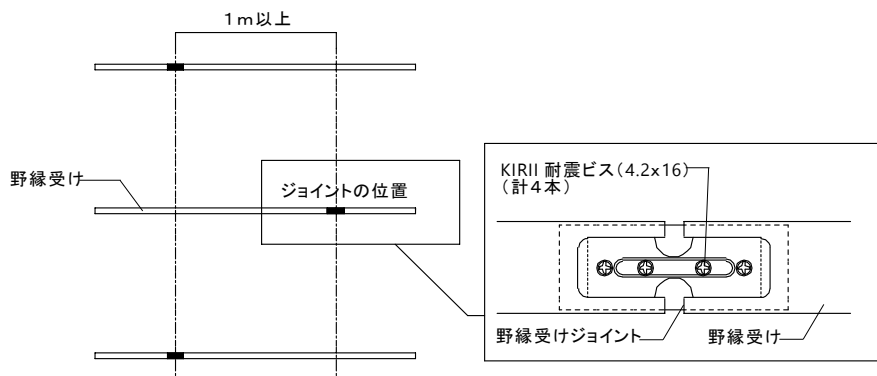 1m以上
野縁受け
ジョイントの位置
KIRII 耐震ビス(4.2x16)
(計4本)
野縁受けジョイント
野縁受け